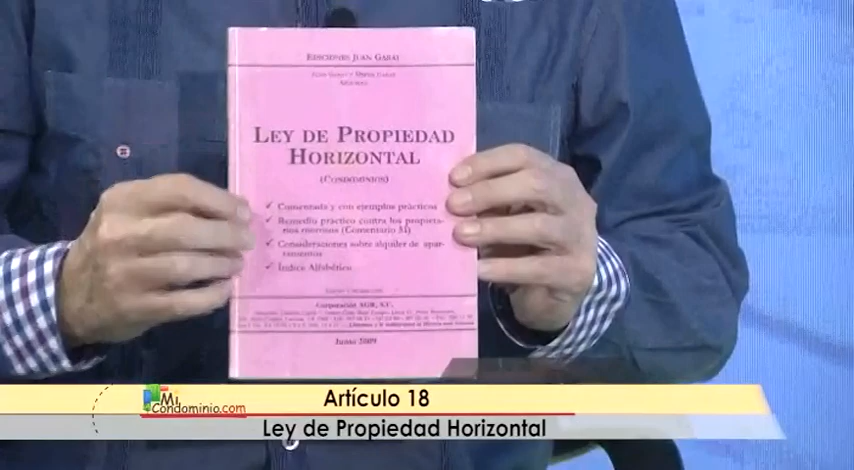 EDICIONES JUAN GARAY
LEY DE PROPIEDAD
HORIZONTAL
(CONDOMINIOS)
✓ Comentada y con ejemplos prácticos
✓ Remedio práctico contra los propieta-
rios morosos (Comentario 51)
✓ Consideraciones sobre alquiler de apar-
tamentos
✓ Índice Alfabético
Corporación AGR, S.C.
Junio 2009
Mi
Condominio.com
Artículo 18
Ley de Propiedad Horizontal